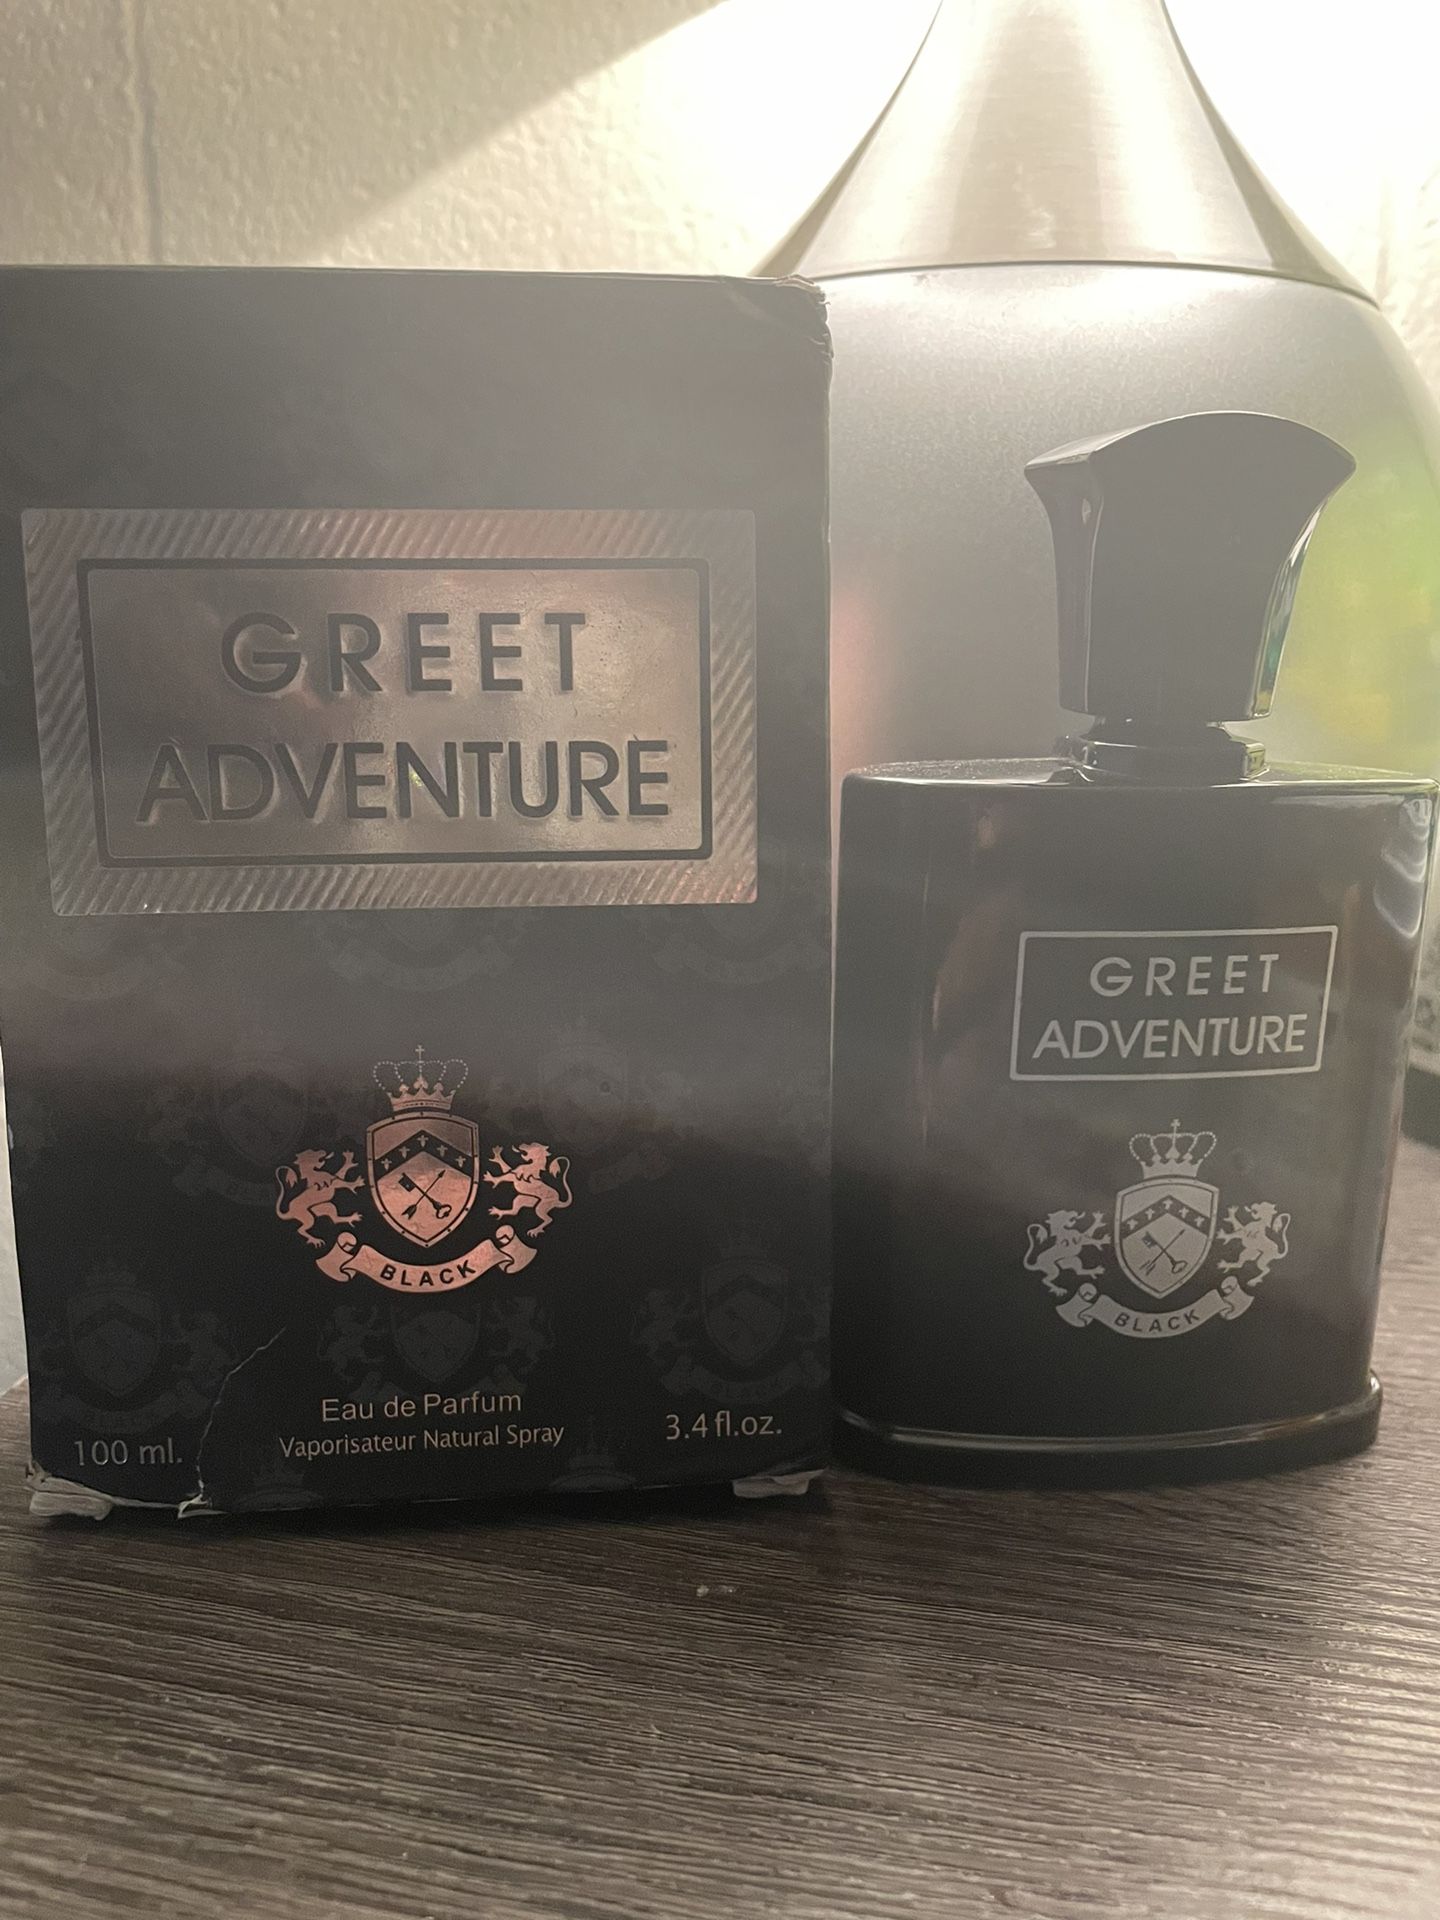 GREET
ADVENTURE
BLACK
Eau de Parfum
Vaporisateur Natural Spray
100 ml.
3.4 fl.oz.
GREET
ADVENTURE
BLACK